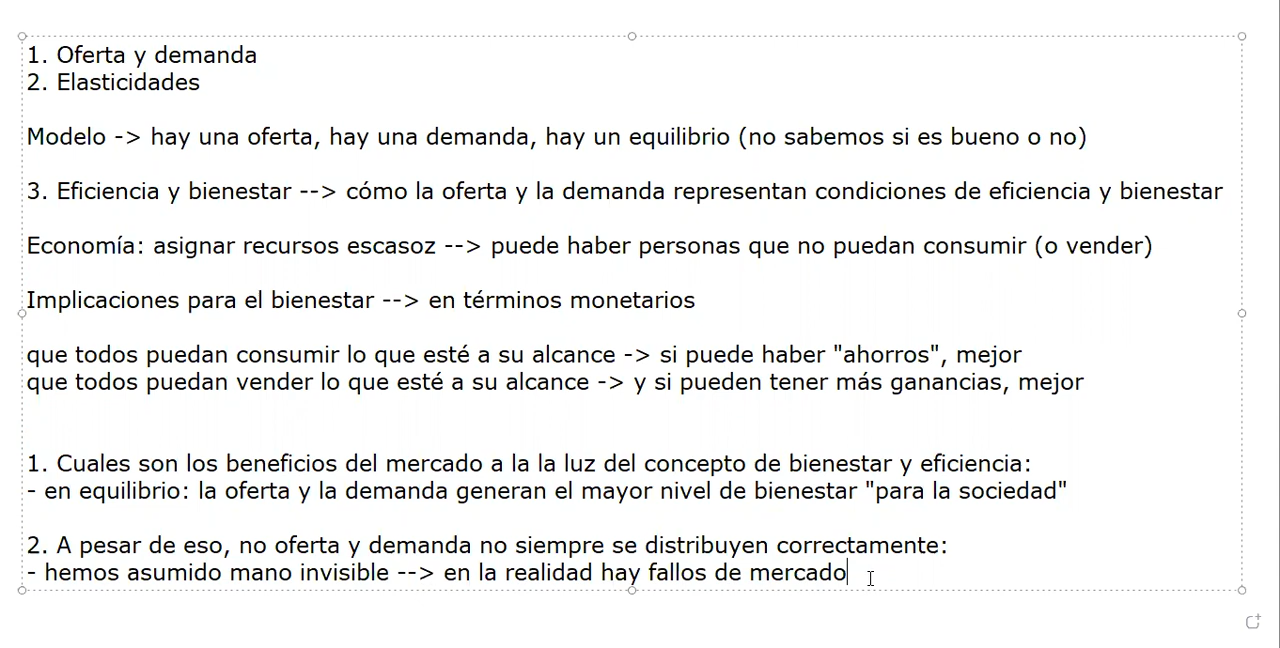 1. Oferta y demanda
2. Elasticidades
Modelo -> hay una oferta, hay una demanda, hay un equilibrio (no sabemos si es bueno o no)
3. Eficiencia y bienestar --> cómo la oferta y la demanda representan condiciones de eficiencia y bienestar
Economía: asignar recursos escasoz --> puede haber personas que no puedan consumir (o vender)
Implicaciones para el bienestar --> en términos monetarios
que todos puedan consumir lo que esté a su alcance -> si puede haber "ahorros", mejor
que todos puedan vender lo que esté a su alcance -> y si pueden tener más ganancias, mejor
1. Cuales son los beneficios del mercado a la la luz del concepto de bienestar y eficiencia:
- en equilibrio: la oferta y la demanda generan el mayor nivel de bienestar "para la sociedad"
2. A pesar de eso, no oferta y demanda no siempre se distribuyen correctamente:
- hemos asumido mano invisible --> en la realidad hay fallos de mercado